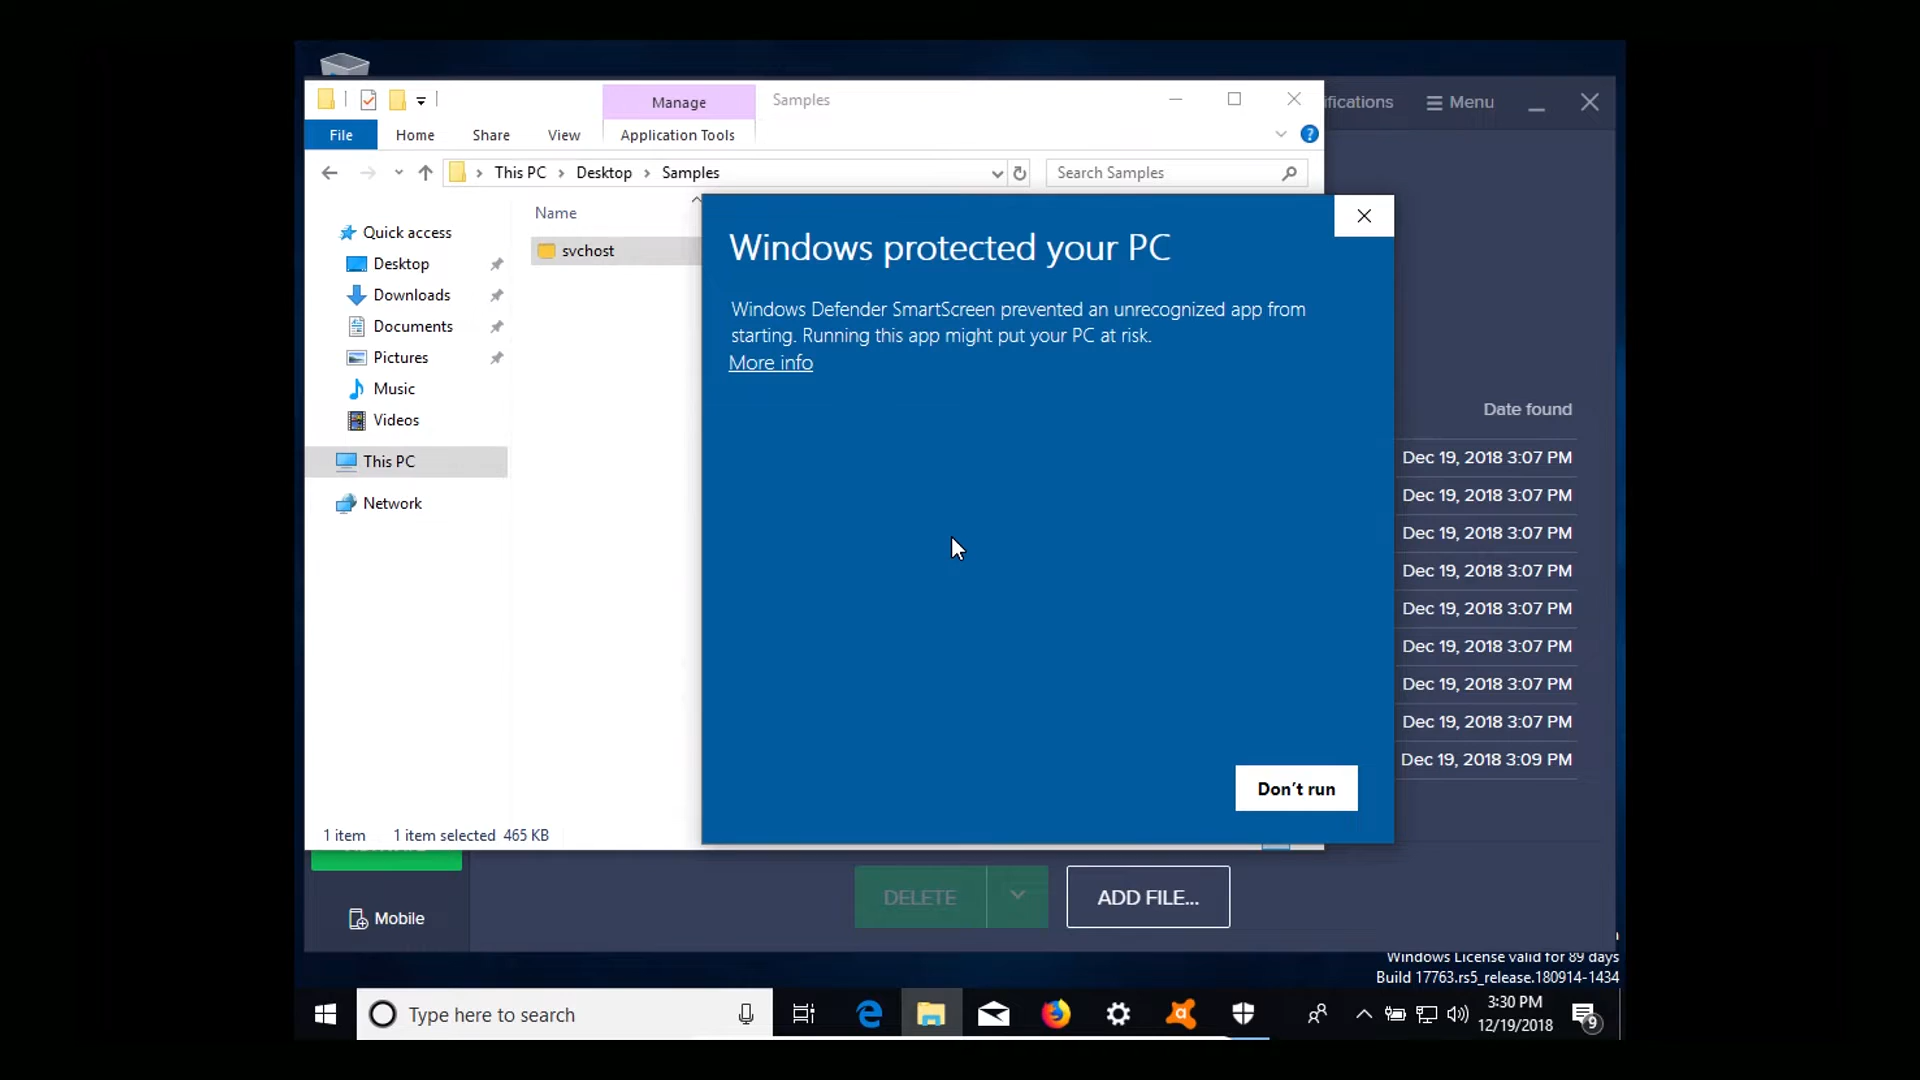 Manage
Samples
ifications
Menu
File
Home
Share
View
Application Tools
This PC
Desktop
Samples
Search Samples
Name
Quick access
svchost
Desktop
Downloads
Documents
Pictures
Music
Videos
This PC
Network
Windows protected your PC
Windows Defender SmartScreen prevented an unrecognized app from
starting. Running this app might put your PC at risk.
More info
Don't run
Date found
Dec 19, 2018 3:07 PM
Dec 19, 2018 3:07 PM
Dec 19, 2018 3:07 PM
Dec 19, 2018 3:07 PM
Dec 19, 2018 3:07 PM
Dec 19, 2018 3:07 PM
Dec 19, 2018 3:07 PM
Dec 19, 2018 3:07 PM
Dec 19, 2018 3:09 PM
1 item
1 item selected 465 KB
DELETE
ADD FILE...
Mobile
Windows License valid for 89 days
Build 17763.rs5_release.180914-1434
Type here to search
3:30 PM
12/19/2018
9